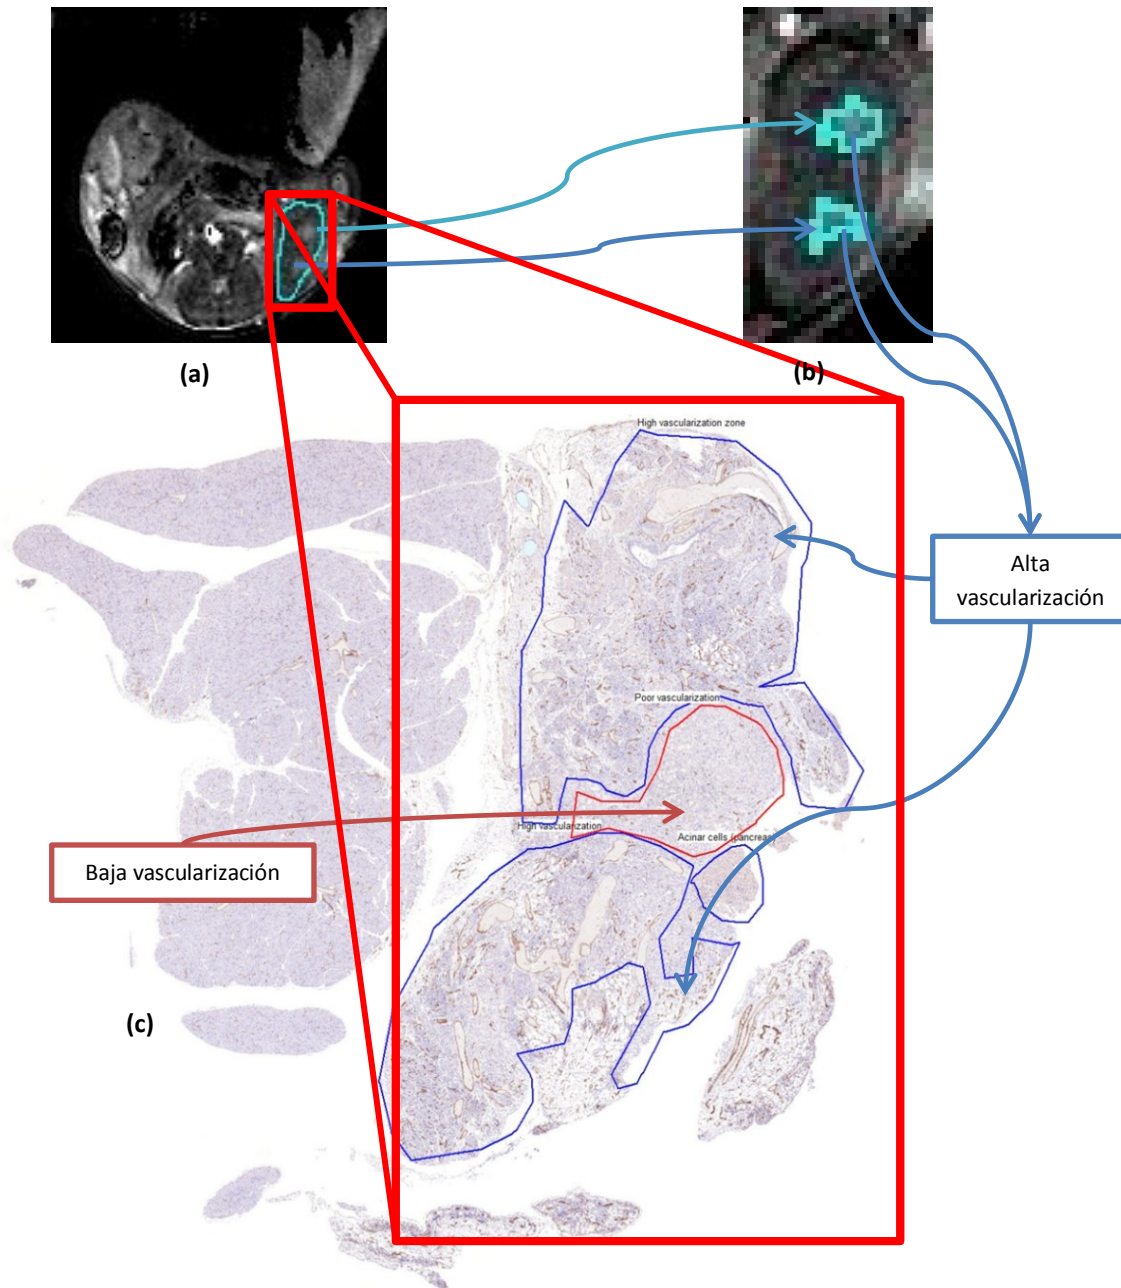 (a)
(b)
High vascularization zone
Alta
vascularización
Poor vascularization
High vascularization
Acinar cells (pancreas)
Baja vascularización
(c)